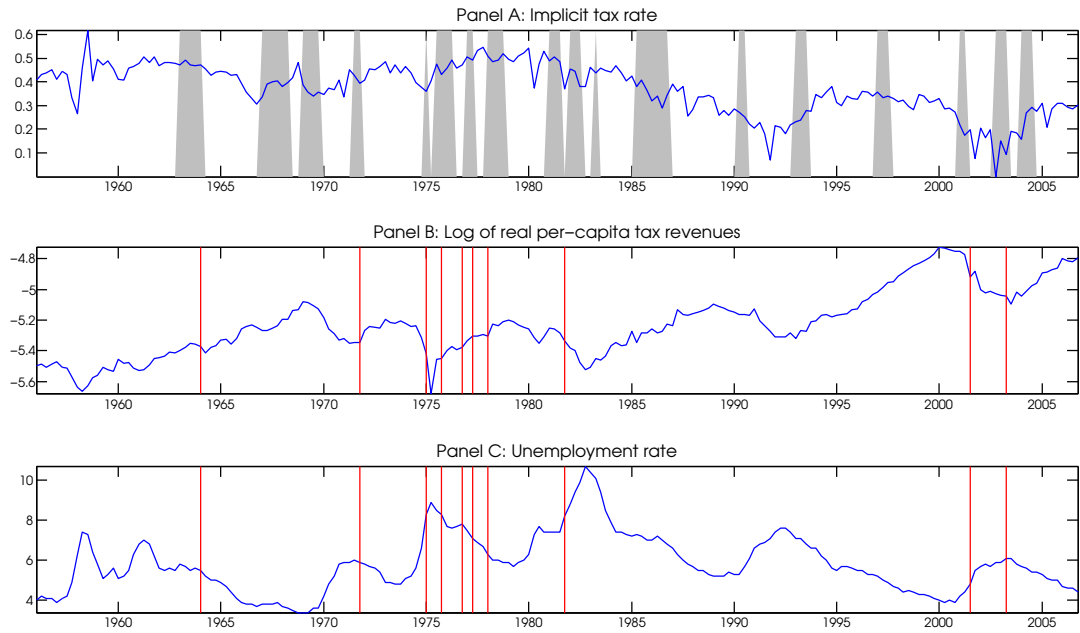 Panel A: Implicit tax rate
0.6
0.5
0.4
0.3
0.2
0.1
1960 1965 1970 1975 1980 1985 1990 1995 2000 2005
Panel B: Log of real per−capita tax revenues
−4.8
−5
−5.2
−5.4
−5.6
1960 1965 1970 1975 1980 1985 1990 1995 2000 2005
Panel C: Unemployment rate
10
8
6
4
1960 1965 1970 1975 1980 1985 1990 1995 2000 2005